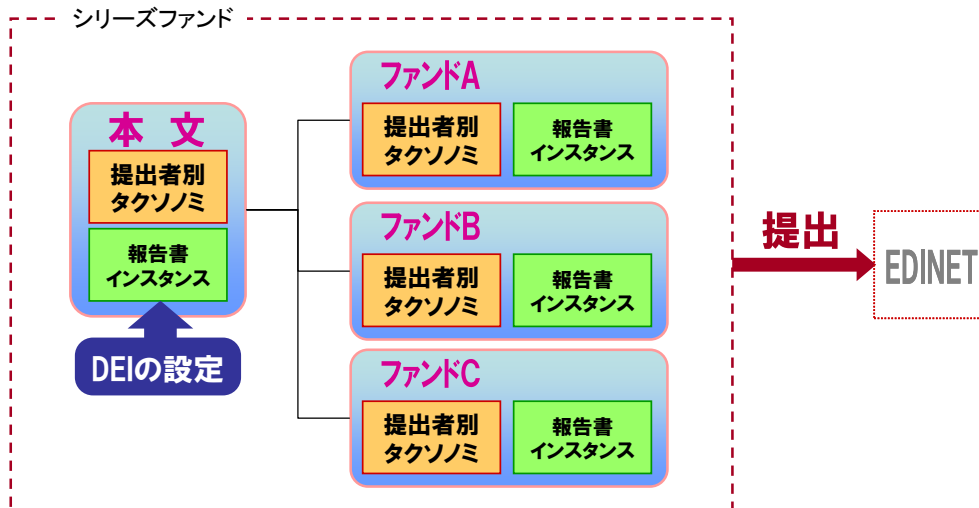 シリーズファンド
本 文
提出者別
タクソノミ
報告書
インスタンス
DEIの設定
ファンドA
提出者別
タクソノミ
報告書
インスタンス
ファンドB
提出者別
タクソノミ
報告書
インスタンス
ファンドC
提出者別
タクソノミ
報告書
インスタンス
提出
EDINET